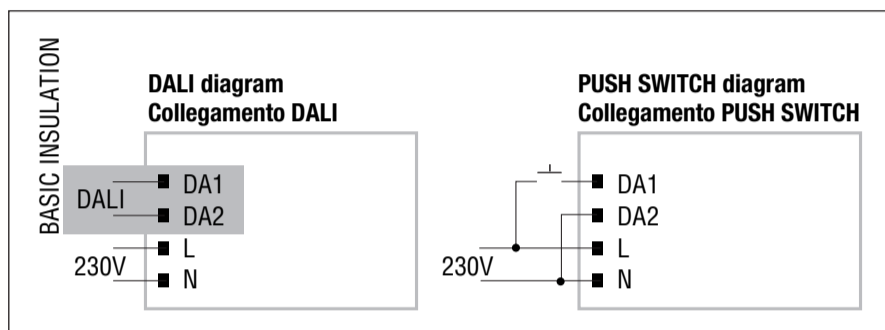 BASIC INSULATION
DALI diagram
Collegamento DALI
DALI
DA1
DA2
L
N
230V
PUSH SWITCH diagram
Collegamento PUSH SWITCH
DA1
DA2
L
N
230V